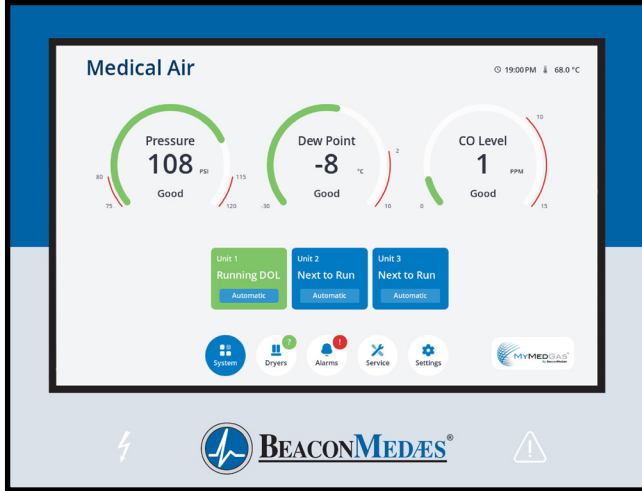 Medical Air
19:00 PM 68.0 °C
Pressure
108 PSI
Good
80
115
75
120
Dew Point
-8 °C
Good
2
-30
10
CO Level
1 PPM
Good
10
0
15
Unit 1
Running DOL
Automatic
Unit 2
Next to Run
Automatic
Unit 3
Next to Run
Automatic
System
?
Dryers
!
Alarms
Service
Settings
MYMEDGAS
By BeaconMedaes
BEACONMEDÆS®